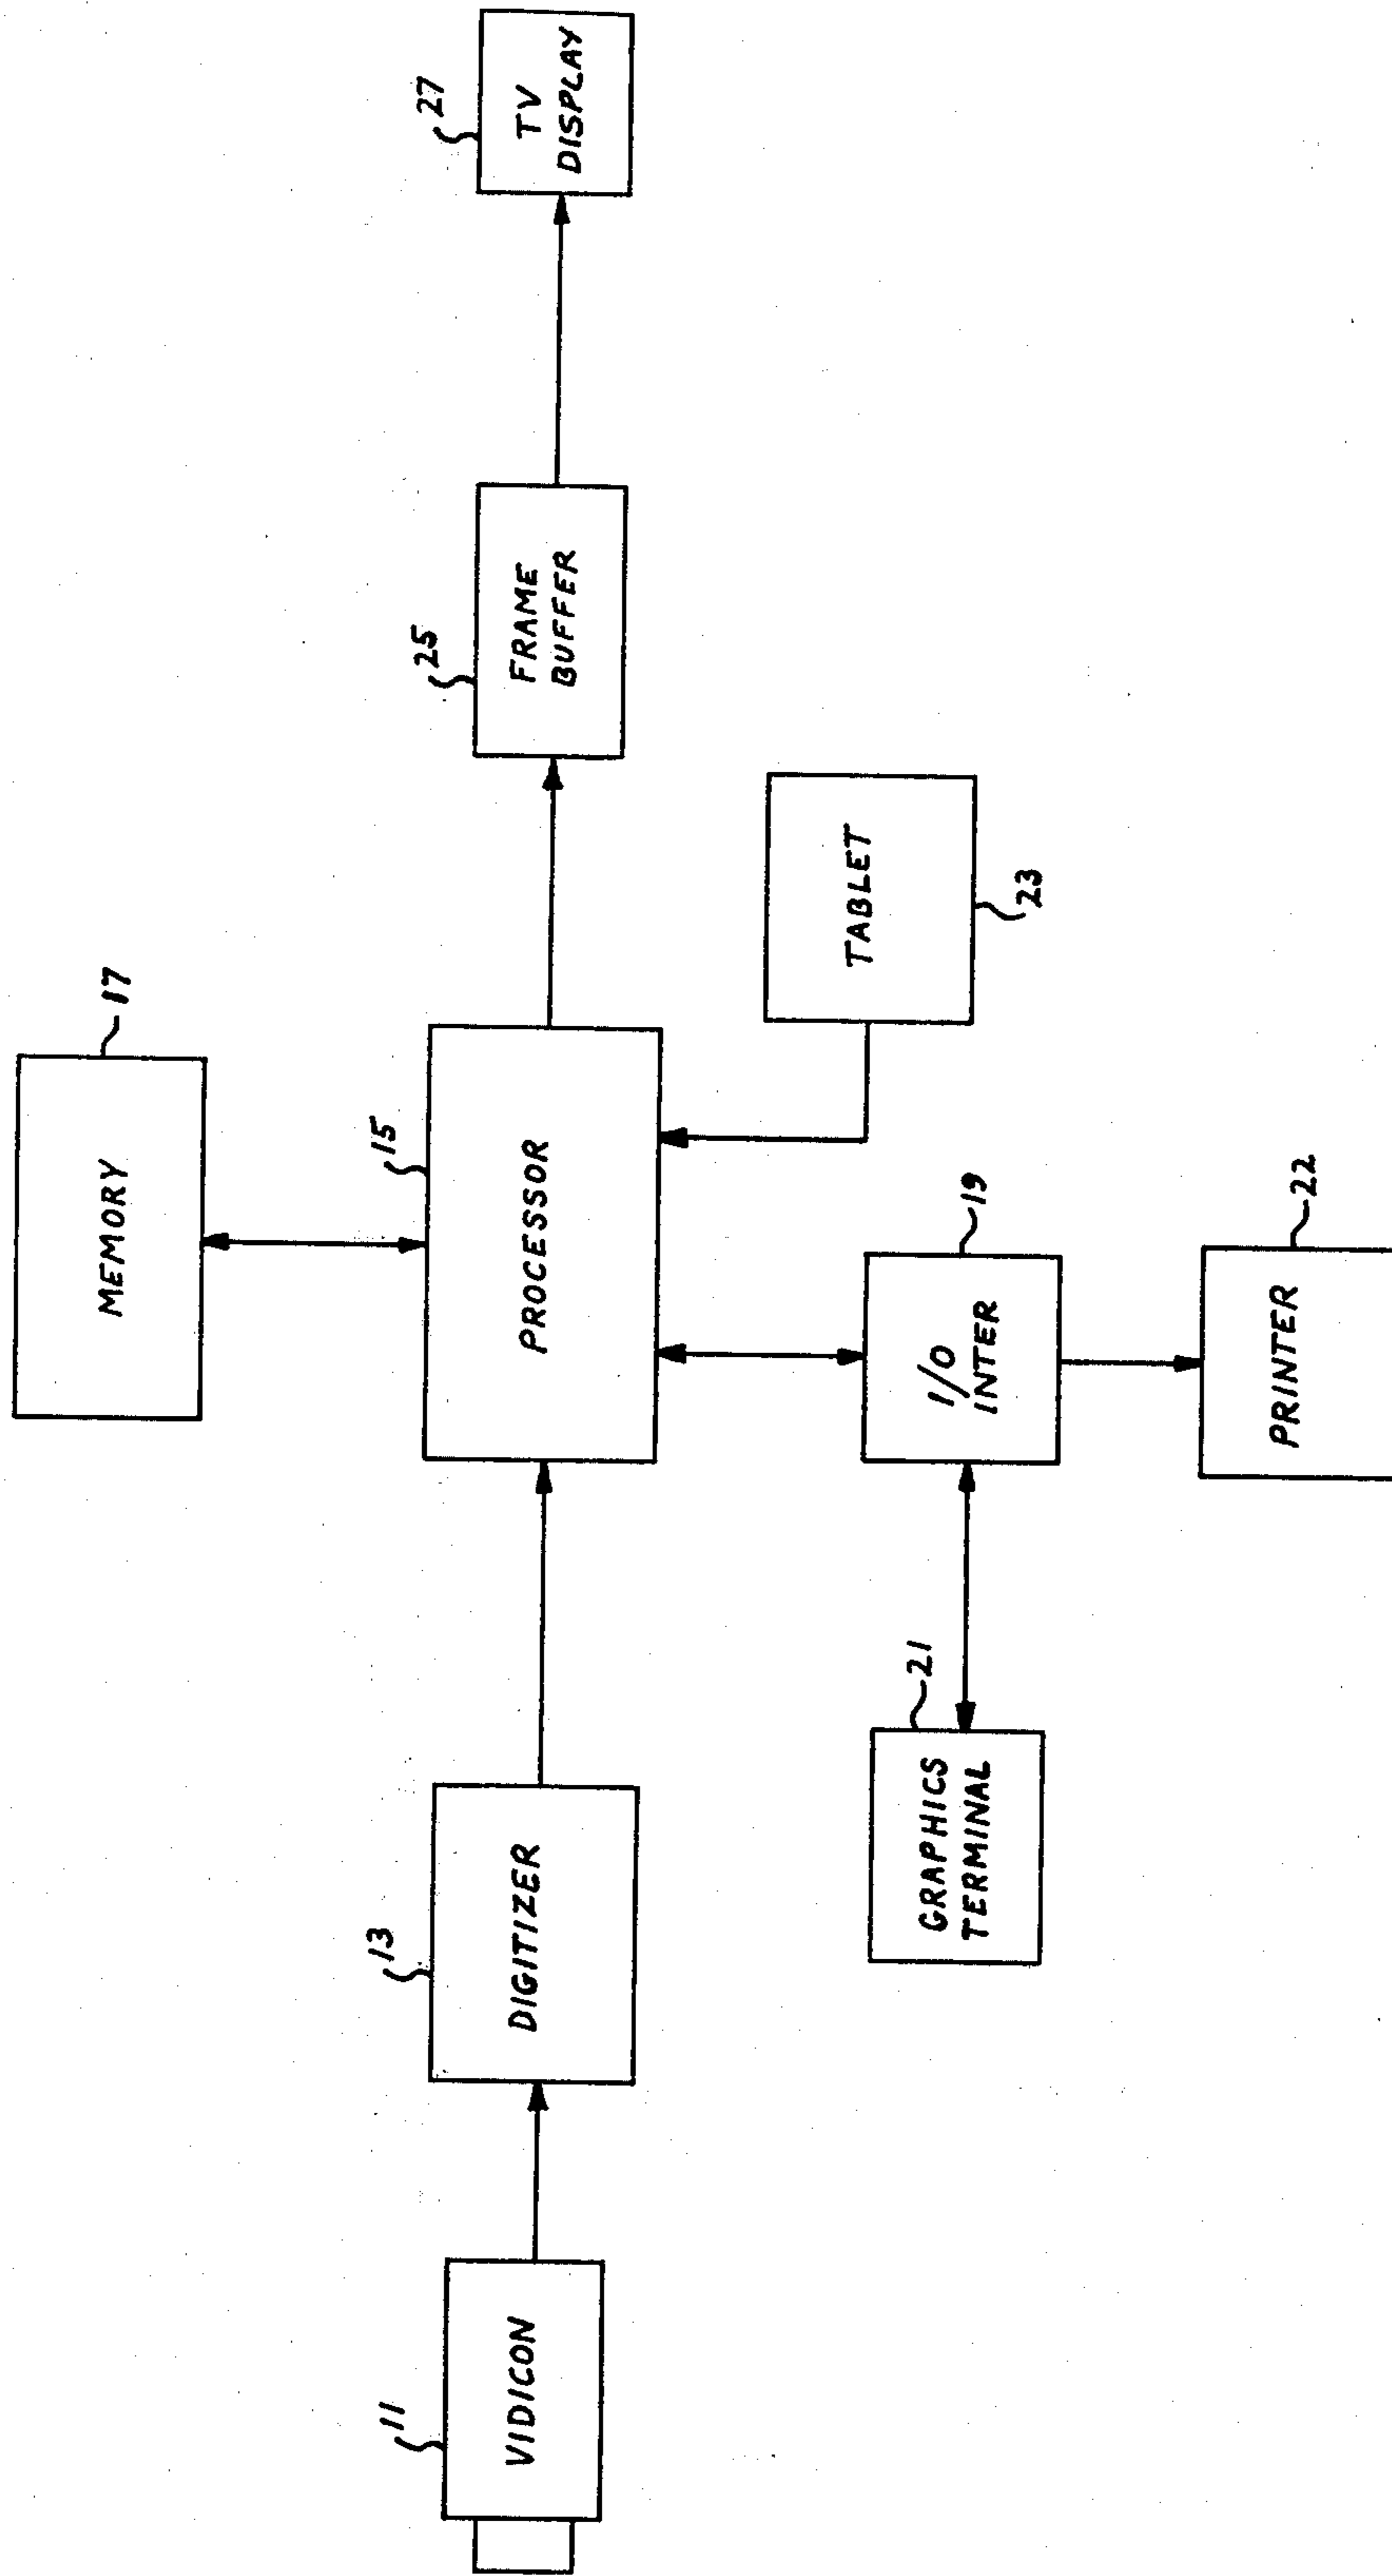 MEMORY
17
11
VIDICON
13
DIGITIZER
15
PROCESSOR
25
FRAME
BUFFER
27
TV
DISPLAY
21
GRAPHICS
TERMINAL
19
I/O
INTER
TABLET
23
PRINTER
22